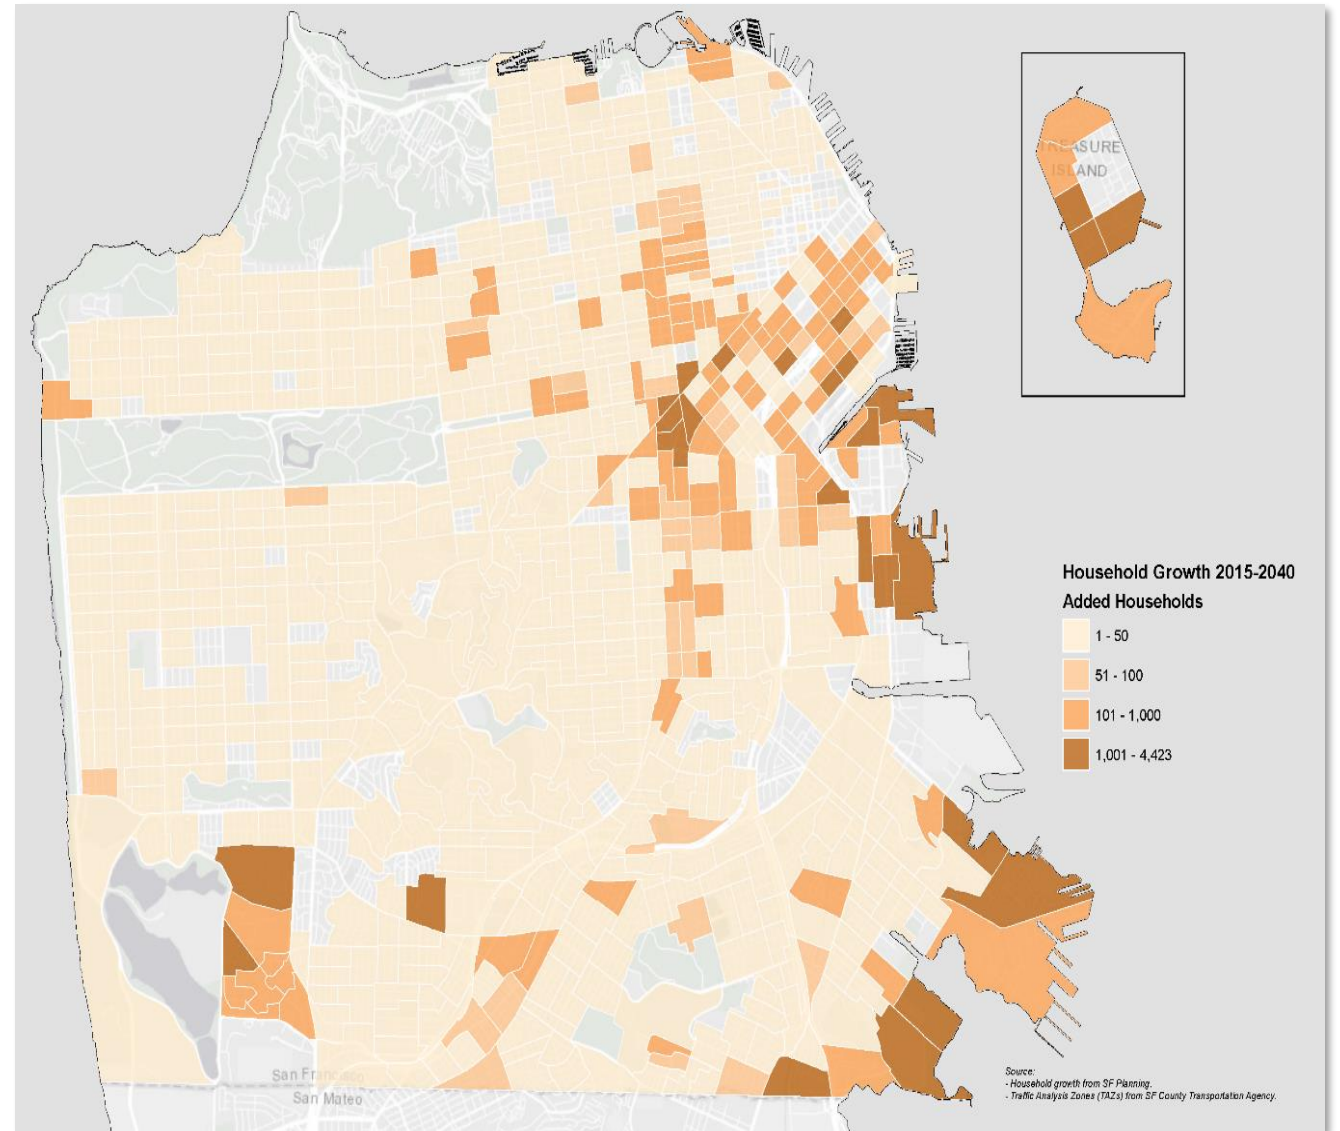 TREASURE
ISLAND
Household Growth 2015-2040
Added Households
1 - 50
51 - 100
101 - 1,000
1,001 - 4,423
San Francisco
San Mateo
Source:
- Household growth from SF Planning.
- Traffic Analysis Zones (TAZs) from SF County Transportation Agency.